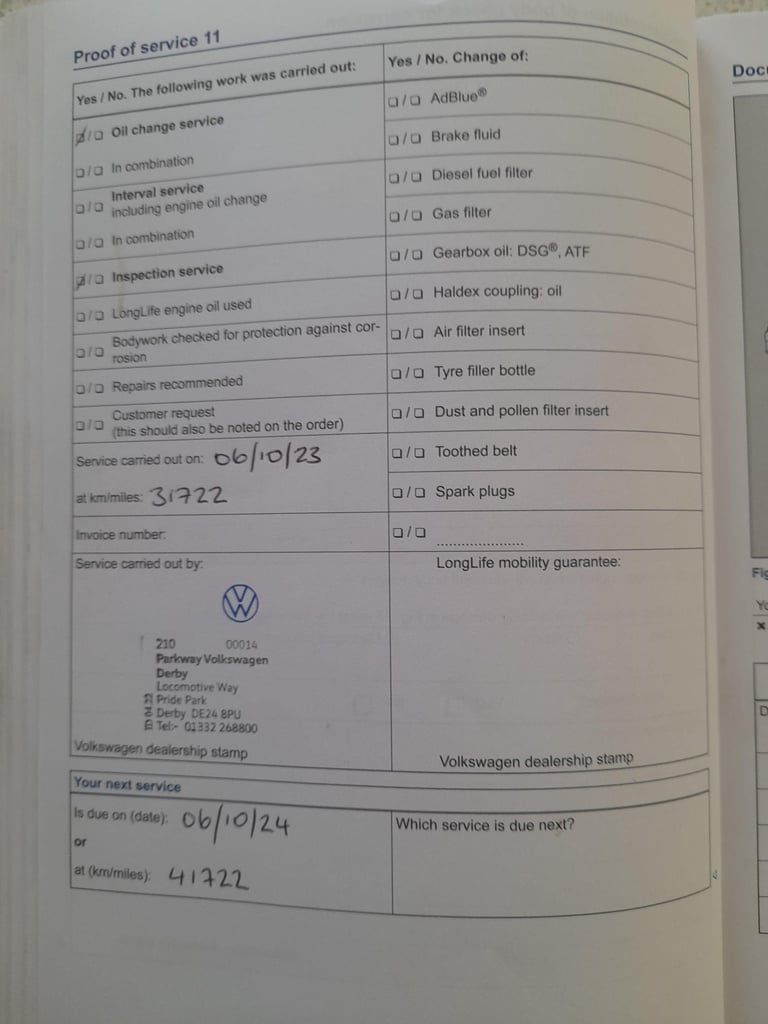 Proof of service 11
Yes / No. The following work was carried out:
☑/☐ Oil change service
☐/☐ In combination
☐/☐ Interval service
including engine oil change
☐/☐ In combination
☑/☐ Inspection service
☐/☐ LongLife engine oil used
☐/☐ Bodywork checked for protection against cor-
rosion
☐/☐ Repairs recommended
☐/☐ Customer request
(this should also be noted on the order)
Service carried out on: 06/10/23
at km/miles: 31722
Invoice number:
Service carried out by:
VW
210 00014
Parkway Volkswagen
Derby
Locomotive Way
Pride Park
Derby DE24 8PU
Tel:- 01332 268800
Volkswagen dealership stamp
Yes / No. Change of:
☐/☐ AdBlue®
☐/☐ Brake fluid
☐/☐ Diesel fuel filter
☐/☐ Gas filter
☐/☐ Gearbox oil: DSG®, ATF
☐/☐ Haldex coupling: oil
☐/☐ Air filter insert
☐/☐ Tyre filler bottle
☐/☐ Dust and pollen filter insert
☐/☐ Toothed belt
☐/☐ Spark plugs
☐/☐ .....................
LongLife mobility guarantee:
Volkswagen dealership stamp
Your next service
Is due on (date): 06/10/24
or
at (km/miles): 41722
Which service is due next?